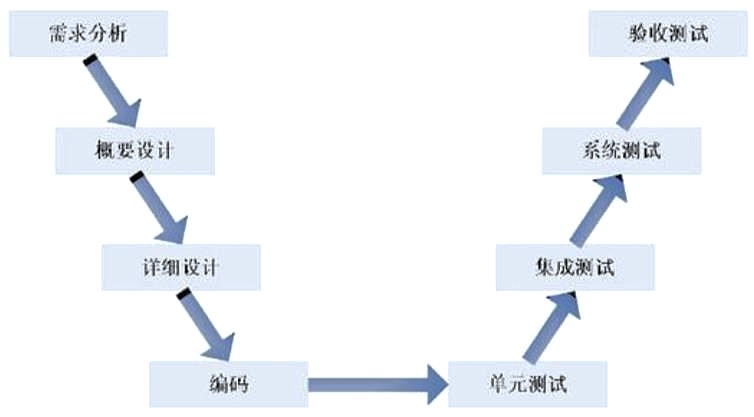 需求分析
验收测试
概要设计
系统测试
详细设计
集成测试
编码
单元测试